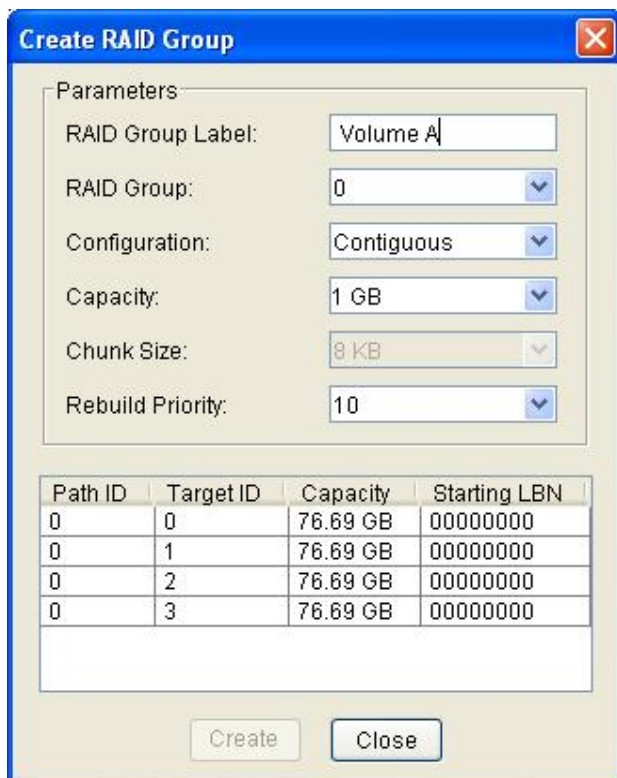 Create RAID Group
Parameters
RAID Group Label: Volume A
RAID Group: 0
Configuration: Contiguous
Capacity: 1 GB
Chunk Size: 8 KB
Rebuild Priority: 10
Path ID Target ID Capacity Starting LBN
0 0 76.69 GB 00000000
0 1 76.69 GB 00000000
0 2 76.69 GB 00000000
0 3 76.69 GB 00000000
Create Close